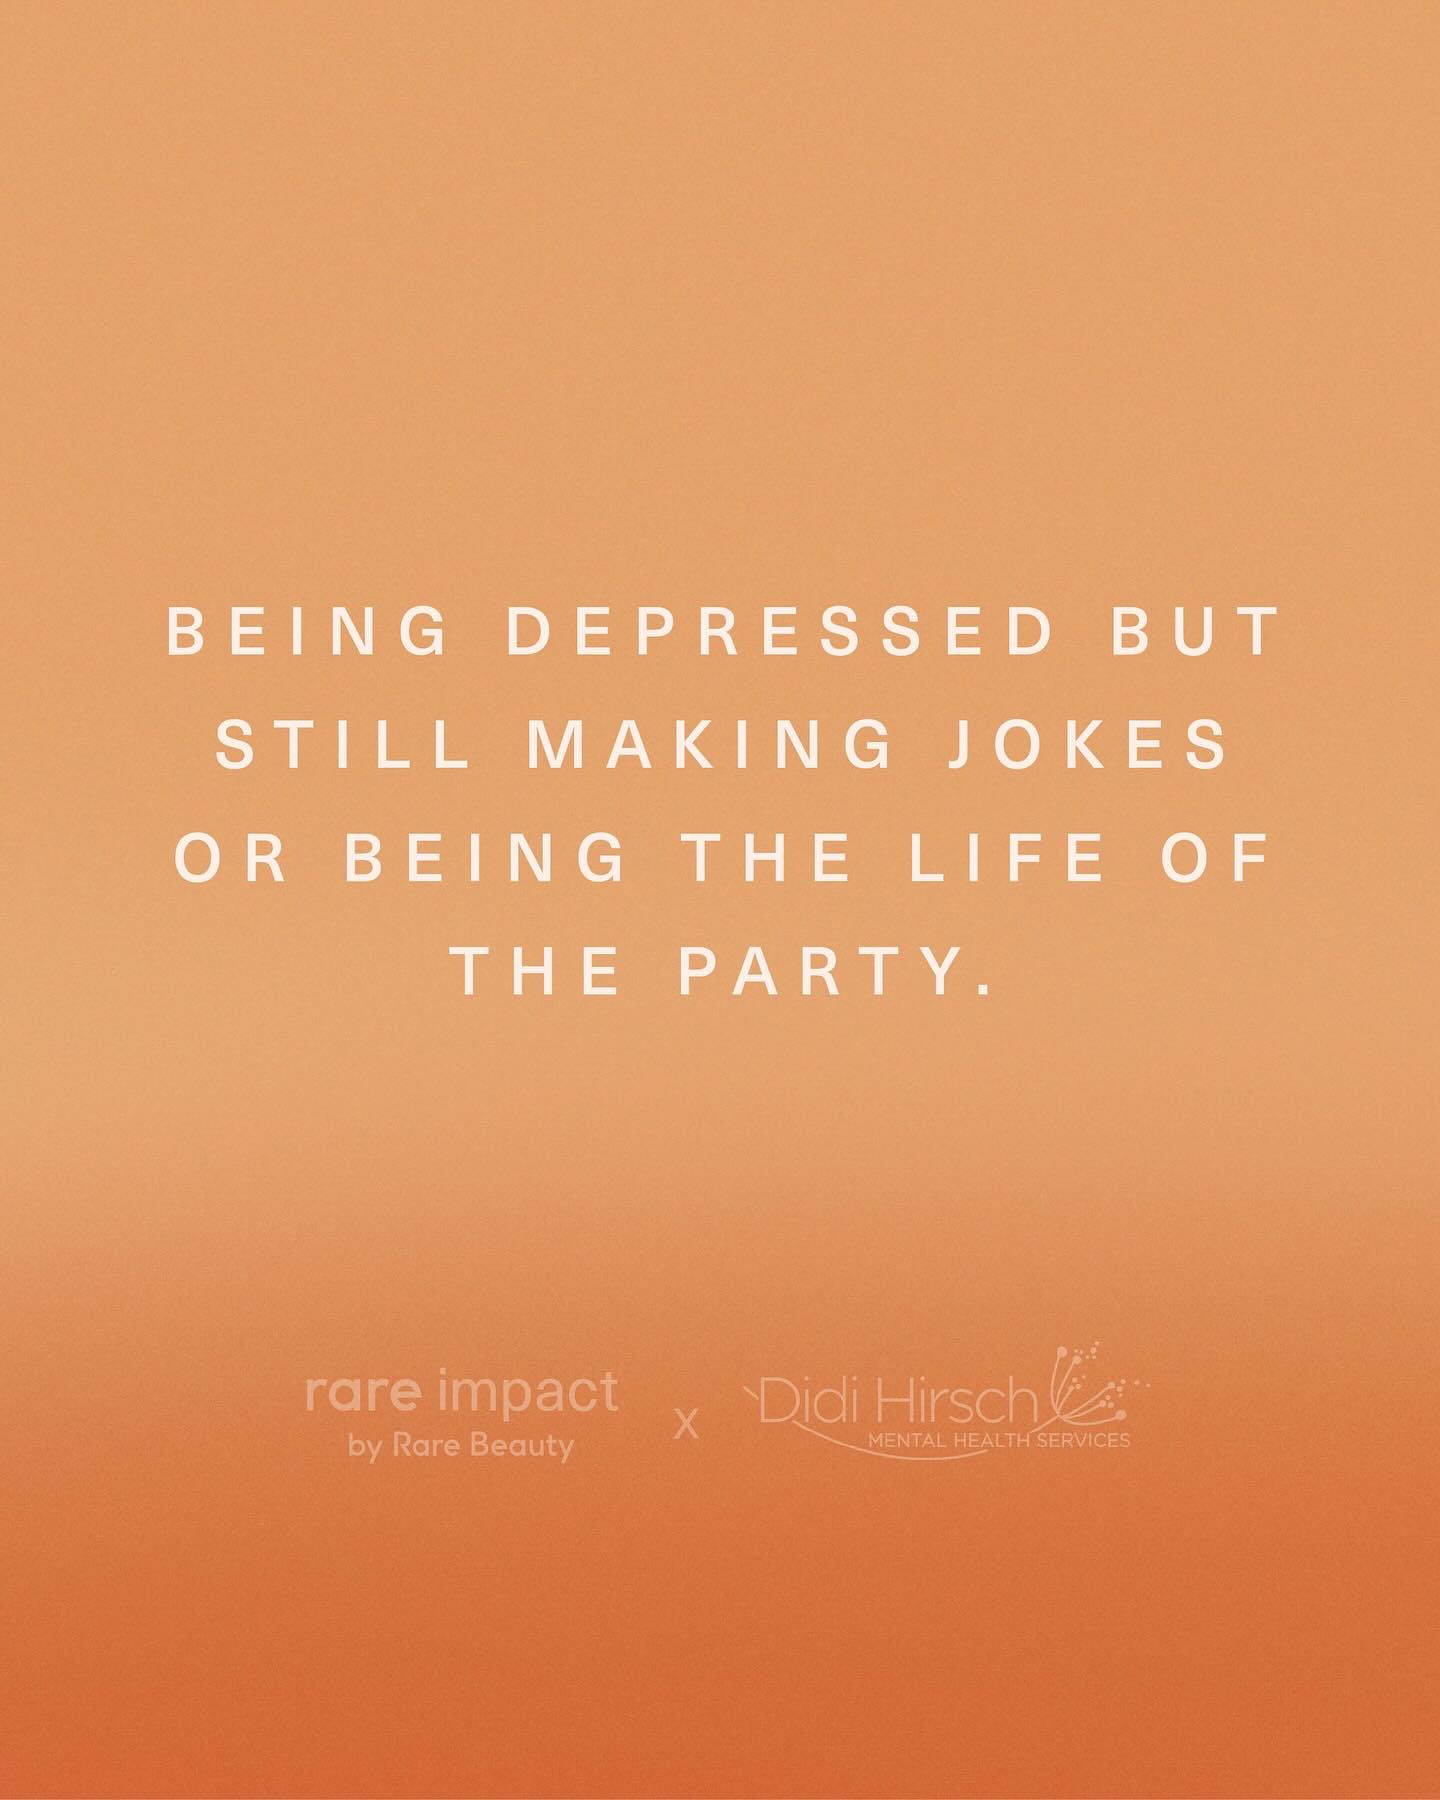 BEING DEPRESSED BUT
STILL MAKING JOKES
OR BEING THE LIFE OF
THE PARTY.
rare impact
by Rare Beauty
x
Didi Hirsch
MENTAL HEALTH SERVICES